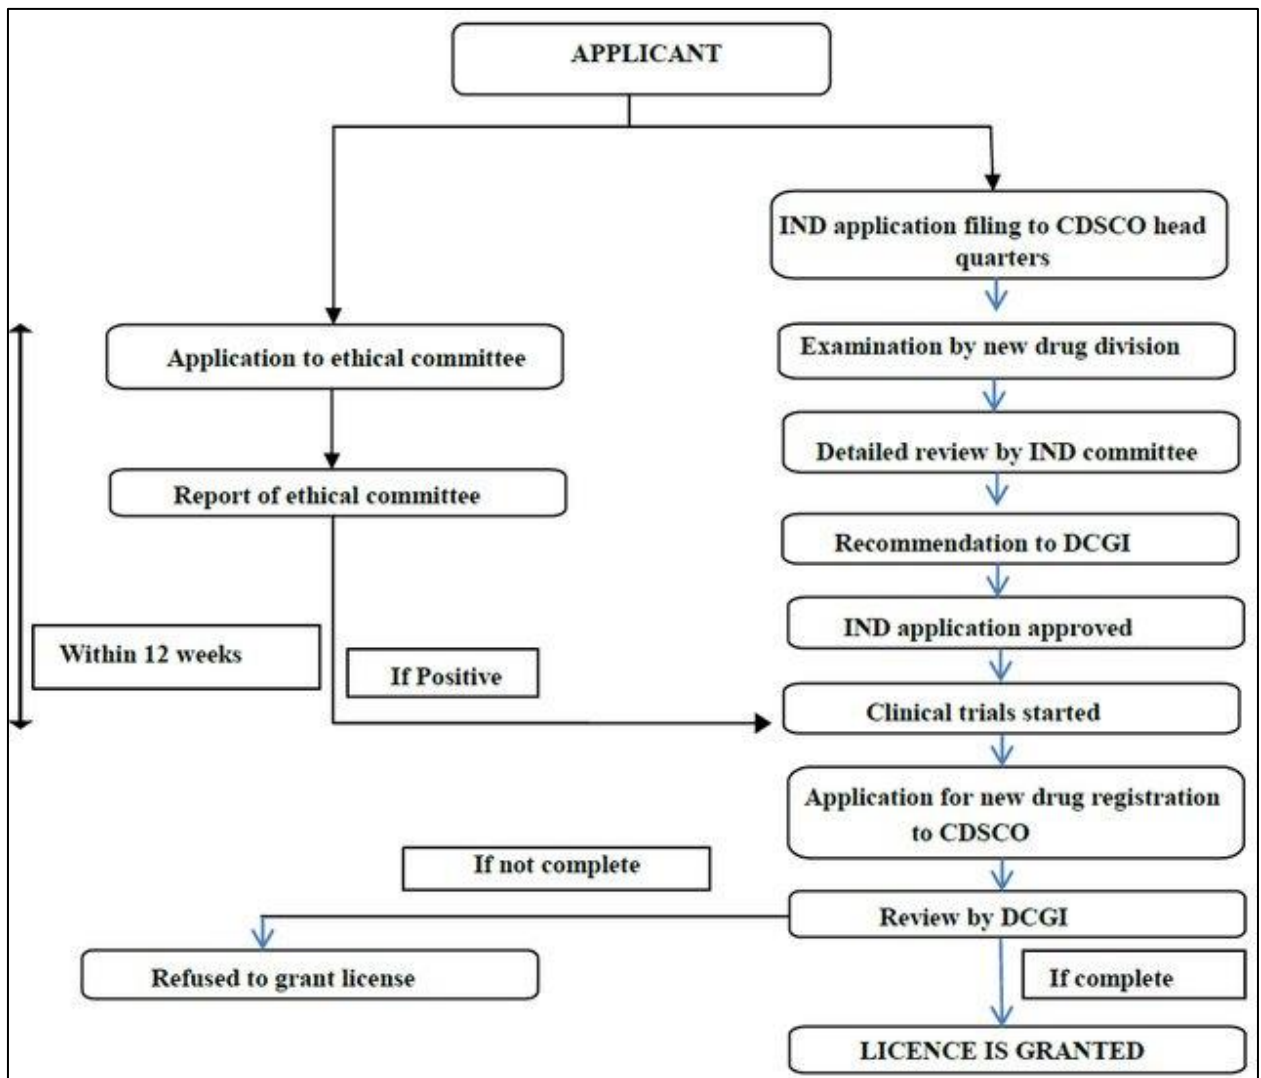 APPLICANT
IND application filing to CDSCO head
quarters
Application to ethical committee
Examination by new drug division
Detailed review by IND committee
Report of ethical committee
Recommendation to DCGI
IND application approved
Within 12 weeks
If Positive
Clinical trials started
Application for new drug registration
to CDSCO
If not complete
Review by DCGI
Refused to grant license
If complete
LICENCE IS GRANTED